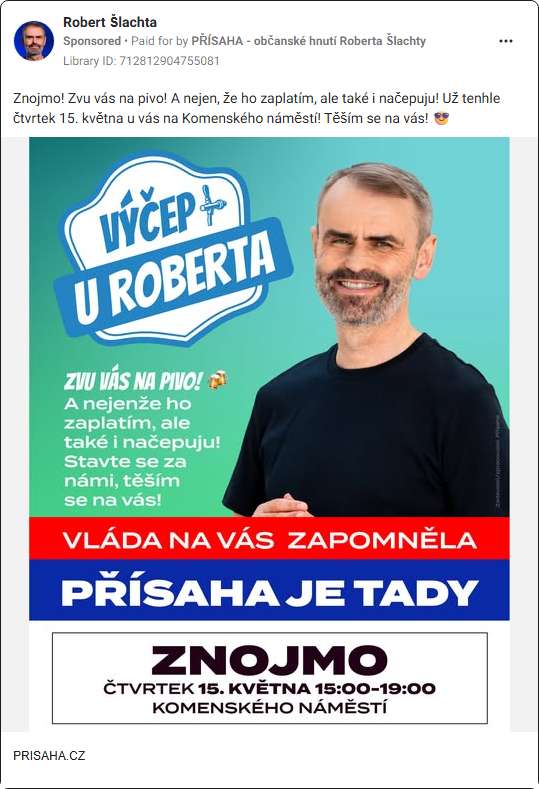 Robert Šlachta
Sponsored • Paid for by PŘÍSAHA - občanské hnutí Roberta Šlachty
Library ID: 712812904755081
Znojmo! Zvu vás na pivo! A nejen, že ho zaplatím, ale také i načepuju! Už tenhle
čtvrtek 15. května u vás na Komenského náměstí! Těším se na vás! 😎
VÝČEP
U ROBERTA
ZVU VÁS NA PIVO! 🍻
A nejenže ho
zaplatím, ale
také i načepuju!
Stavte se za
námi, těším
se na vás!
Zadavatel/zpracovatel: Přísaha
VLÁDA NA VÁS ZAPOMNĚLA
PŘÍSAHA JE TADY
ZNOJMO
ČTVRTEK 15. KVĚTNA 15:00-19:00
KOMENSKÉHO NÁMĚSTÍ
PRISAHA.CZ